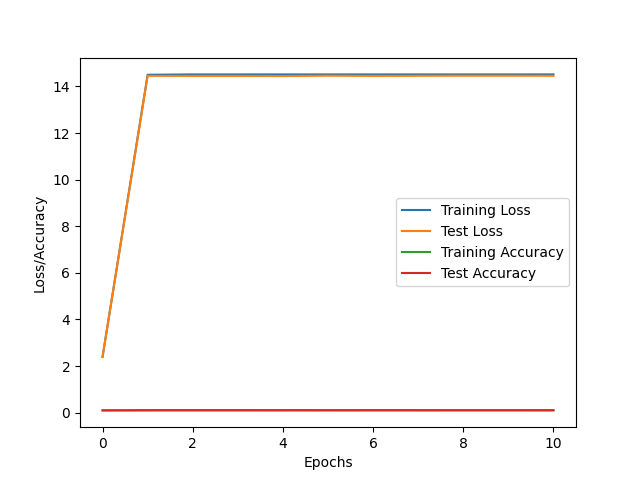 14
12
10
8
6
4
2
0
Loss/Accuracy
Training Loss
Test Loss
Training Accuracy
Test Accuracy
0 2 4 6 8 10
Epochs